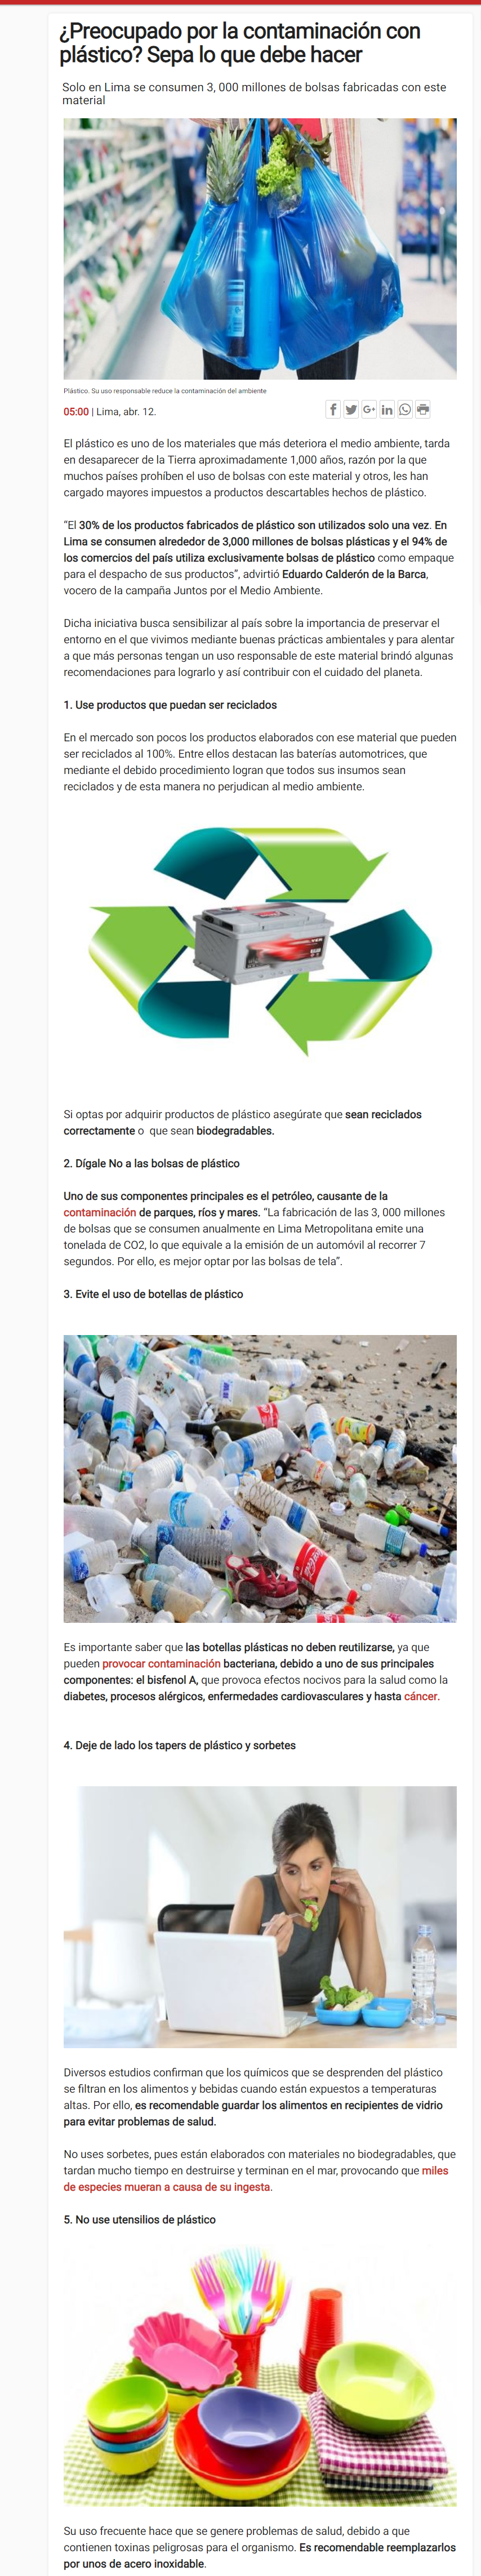 ¿Preocupado por la contaminación con
plástico? Sepa lo que debe hacer
Solo en Lima se consumen 3, 000 millones de bolsas fabricadas con este
material
Plástico: Su uso responsable reduce la contaminación del ambiente
05:00 | Lima, abr. 12.
El plástico es uno de los materiales que más deteriora el medio ambiente, tarda
en desaparecer de la Tierra aproximadamente 1,000 años, razón por la que
muchos países prohíben el uso de bolsas con este material y otros, les han
cargado mayores impuestos a productos descartables hechos de plástico.
“El 30% de los productos fabricados de plástico son utilizados solo una vez. En
Lima se consumen alrededor de 3,000 millones de bolsas plásticas y el 94% de
los comercios del país utiliza exclusivamente bolsas de plástico como empaque
para el despacho de sus productos”, advirtió Eduardo Calderón de la Barca,
vocero de la campaña Juntos por el Medio Ambiente.
Dicha iniciativa busca sensibilizar al país sobre la importancia de preservar el
entorno en el que vivimos mediante buenas prácticas ambientales y para alentar
a que más personas tengan un uso responsable de este material brindó algunas
recomendaciones para lograrlo y así contribuir con el cuidado del planeta.
1. Use productos que puedan ser reciclados
En el mercado son pocos los productos elaborados con ese material que pueden
ser reciclados al 100%. Entre ellos destacan las baterías automotrices, que
mediante el debido procedimiento logran que todos sus insumos sean
reciclados y de esta manera no perjudican al medio ambiente.
Si optas por adquirir productos de plástico asegúrate que sean reciclados
correctamente o que sean biodegradables.
2. Dígale No a las bolsas de plástico
Uno de sus componentes principales es el petróleo, causante de la
contaminación de parques, ríos y mares. “La fabricación de las 3, 000 millones
de bolsas que se consumen anualmente en Lima Metropolitana emite una
tonelada de CO2, lo que equivale a la emisión de un automóvil al recorrer 7
segundos. Por ello, es mejor optar por las bolsas de tela”.
3. Evite el uso de botellas de plástico
Es importante saber que las botellas plásticas no deben reutilizarse, ya que
pueden provocar contaminación bacteriana, debido a uno de sus principales
componentes: el bisfenol A, que provoca efectos nocivos para la salud como la
diabetes, procesos alérgicos, enfermedades cardiovasculares y hasta cáncer.
4. Deje de lado los tapers de plástico y sorbetes
Diversos estudios confirman que los químicos que se desprenden del plástico
se filtran en los alimentos y bebidas cuando están expuestos a temperaturas
altas. Por ello, es recomendable guardar los alimentos en recipientes de vidrio
para evitar problemas de salud.
No uses sorbetes, pues están elaborados con materiales no biodegradables, que
tardan mucho tiempo en destruirse y terminan en el mar, provocando que miles
de especies mueran a causa de su ingesta.
5. No use utensilios de plástico
Su uso frecuente hace que se genere problemas de salud, debido a que
contienen toxinas peligrosas para el organismo. Es recomendable reemplazarlos
por unos de acero inoxidable.